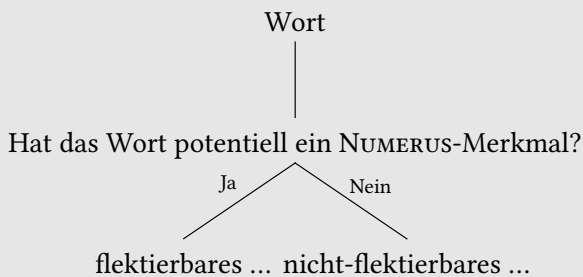 Wort
Hat das Wort potentiell ein NUMERUS-Merkmal?
Ja Nein
flektierbares … nicht-flektierbares …